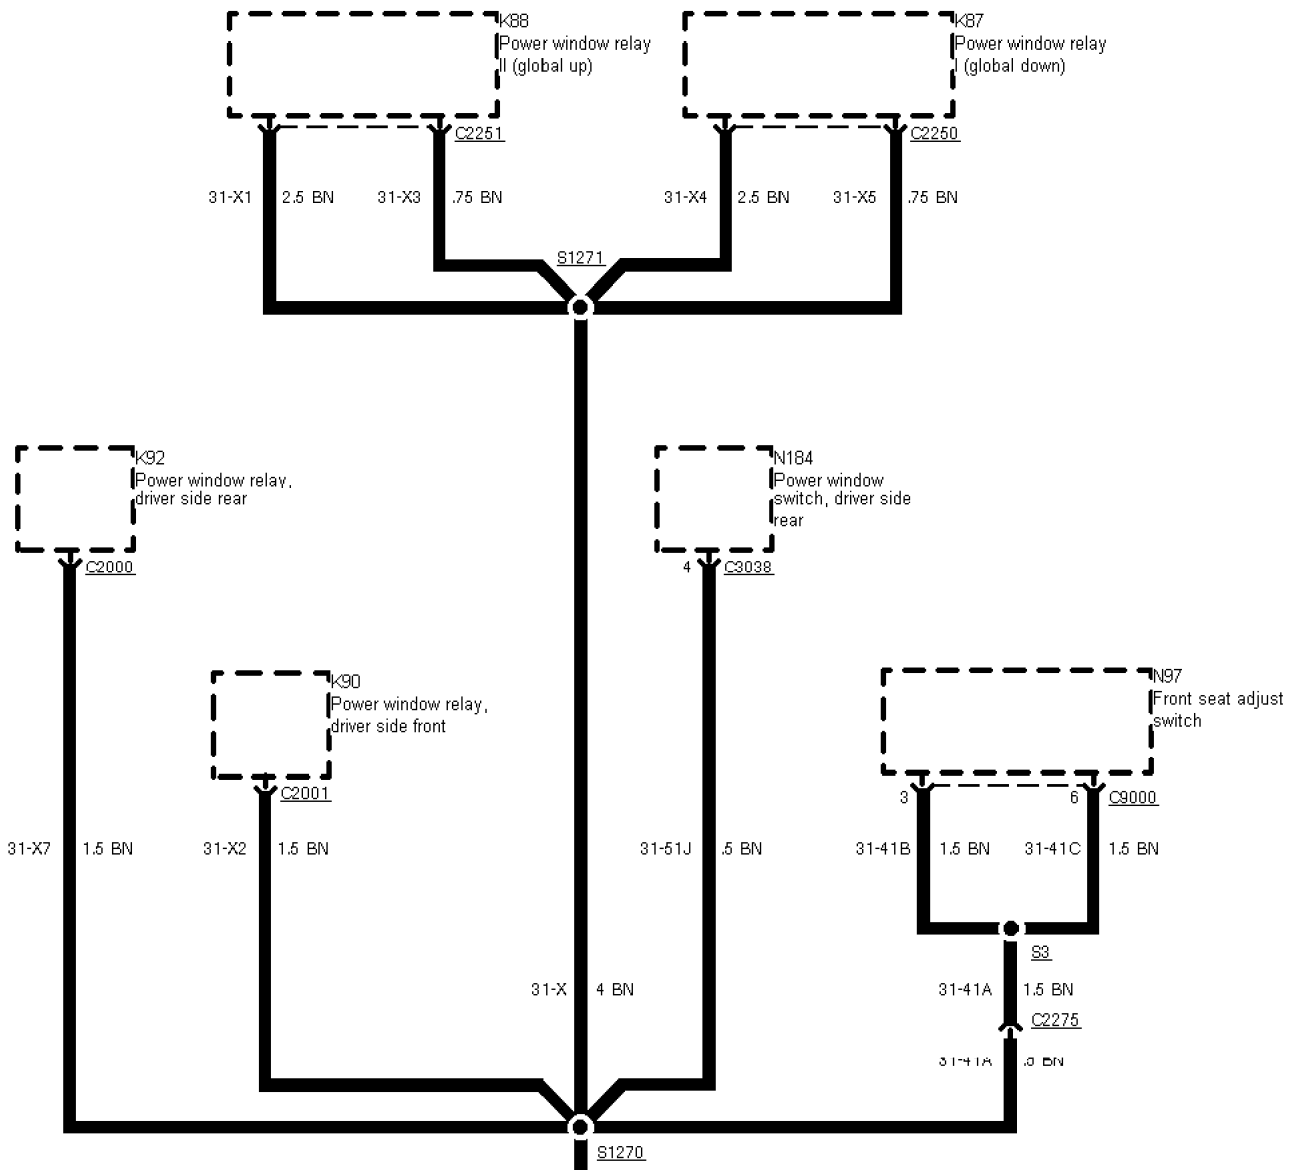 K88
Power window relay
II (global up)
K87
Power window relay
I (global down)
C2251
C2250
31-X1
2.5 BN
31-X3
.75 BN
31-X4
2.5 BN
31-X5
.75 BN
S1271
K92
Power window relay,
driver side rear
N184
Power window
switch, driver side
rear
C2000
4
C3038
K90
Power window relay,
driver side front
N97
Front seat adjust
switch
C2001
3
6
C9000
31-X7
1.5 BN
31-X2
1.5 BN
31-51J
.5 BN
31-41B
1.5 BN
31-41C
1.5 BN
S3
31-X
4 BN
31-41A
1.5 BN
C2275
31-41A
BN
S1270